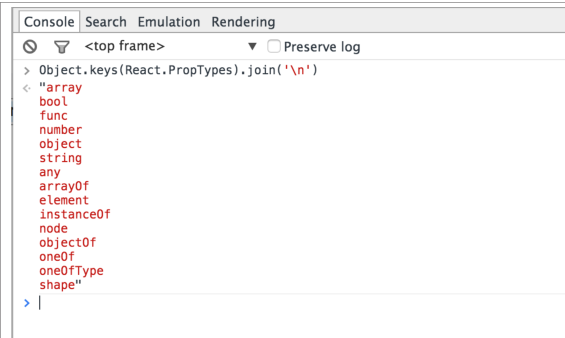 Console Search Emulation Rendering
<top frame> ▼ Preserve log
> Object.keys(React.PropTypes).join('\n')
"array
bool
func
number
object
string
any
arrayOf
element
instanceOf
node
objectOf
oneOf
oneOfType
shape"
>